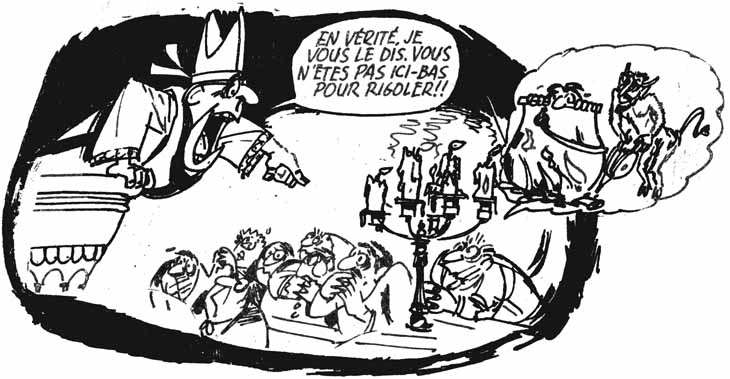 EN VÉRITÉ, JE
VOUS LE DIS. VOUS
N'ÊTES PAS ICI-BAS
POUR RIGOLER!!